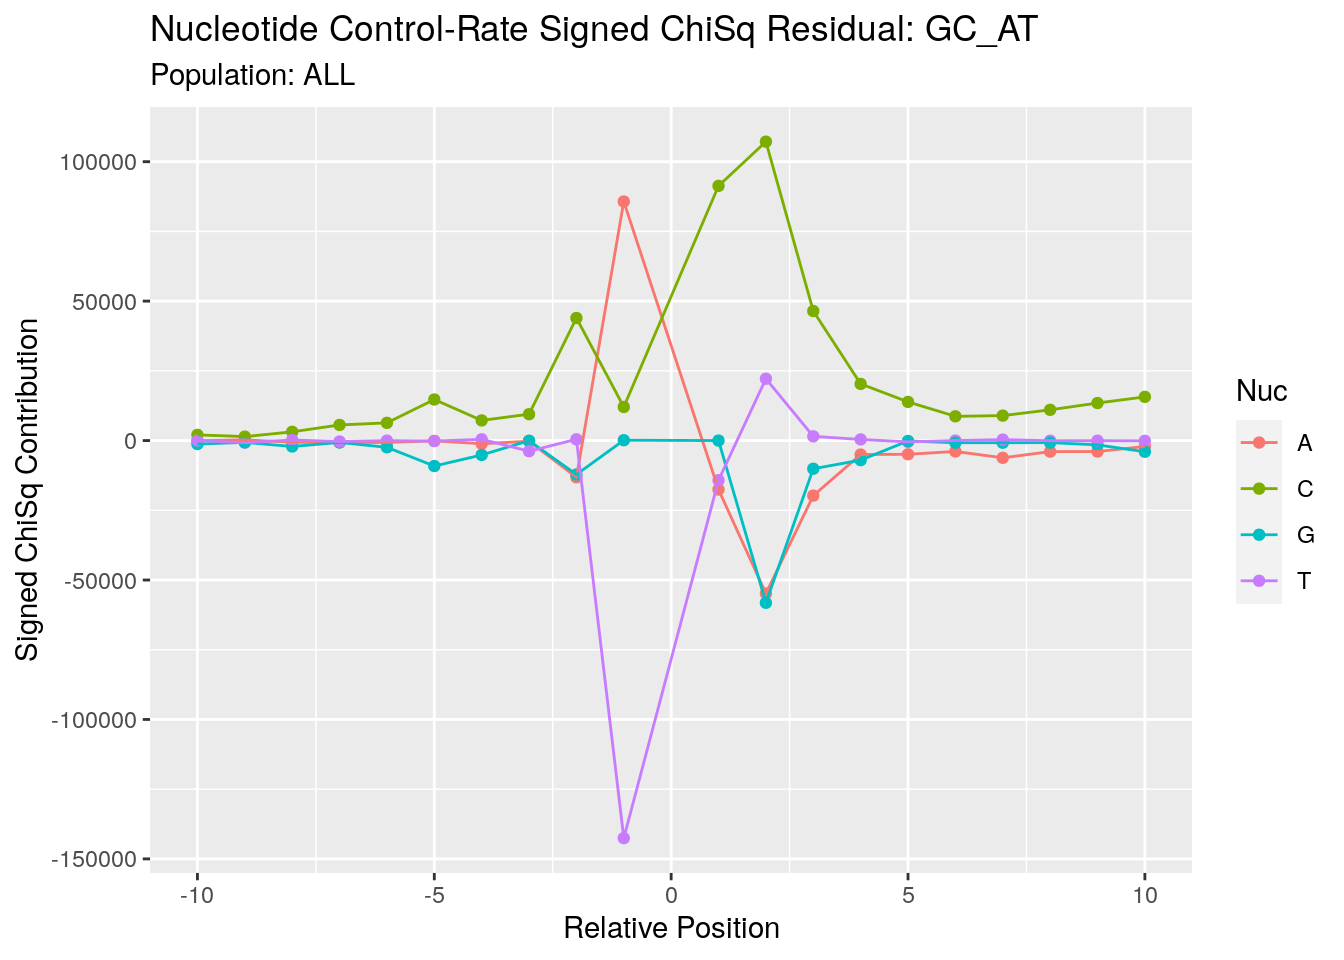 Nucleotide Control-Rate Signed ChiSq Residual: GC_AT
Population: ALL
Signed ChiSq Contribution
100000
50000
0
-50000
-100000
-150000
-10
-5
0
5
10
Relative Position
Nuc
A
C
G
T